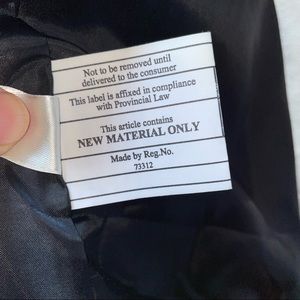 Not to be removed until
delivered to the consumer
This label is affixed in compliance
with Provincial Law
This article contains
NEW MATERIAL ONLY
Made by Reg.No.
73312